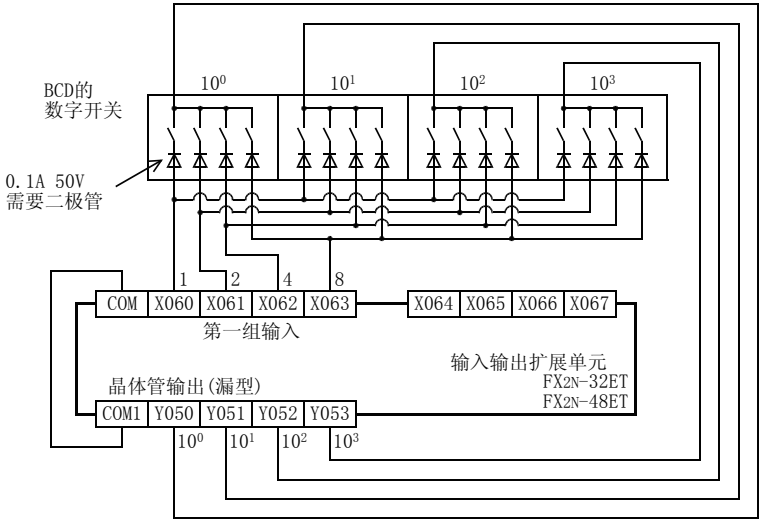 10⁰ 10¹ 10² 10³
BCD的
数字开关
0.1A 50V
需要二极管
1 2 4 8
COM X060 X061 X062 X063 X064 X065 X066 X067
第一组输入
输入输出扩展单元
FX2N-32ET
FX2N-48ET
晶体管输出(漏型)
COM1 Y050 Y051 Y052 Y053
10⁰ 10¹ 10² 10³